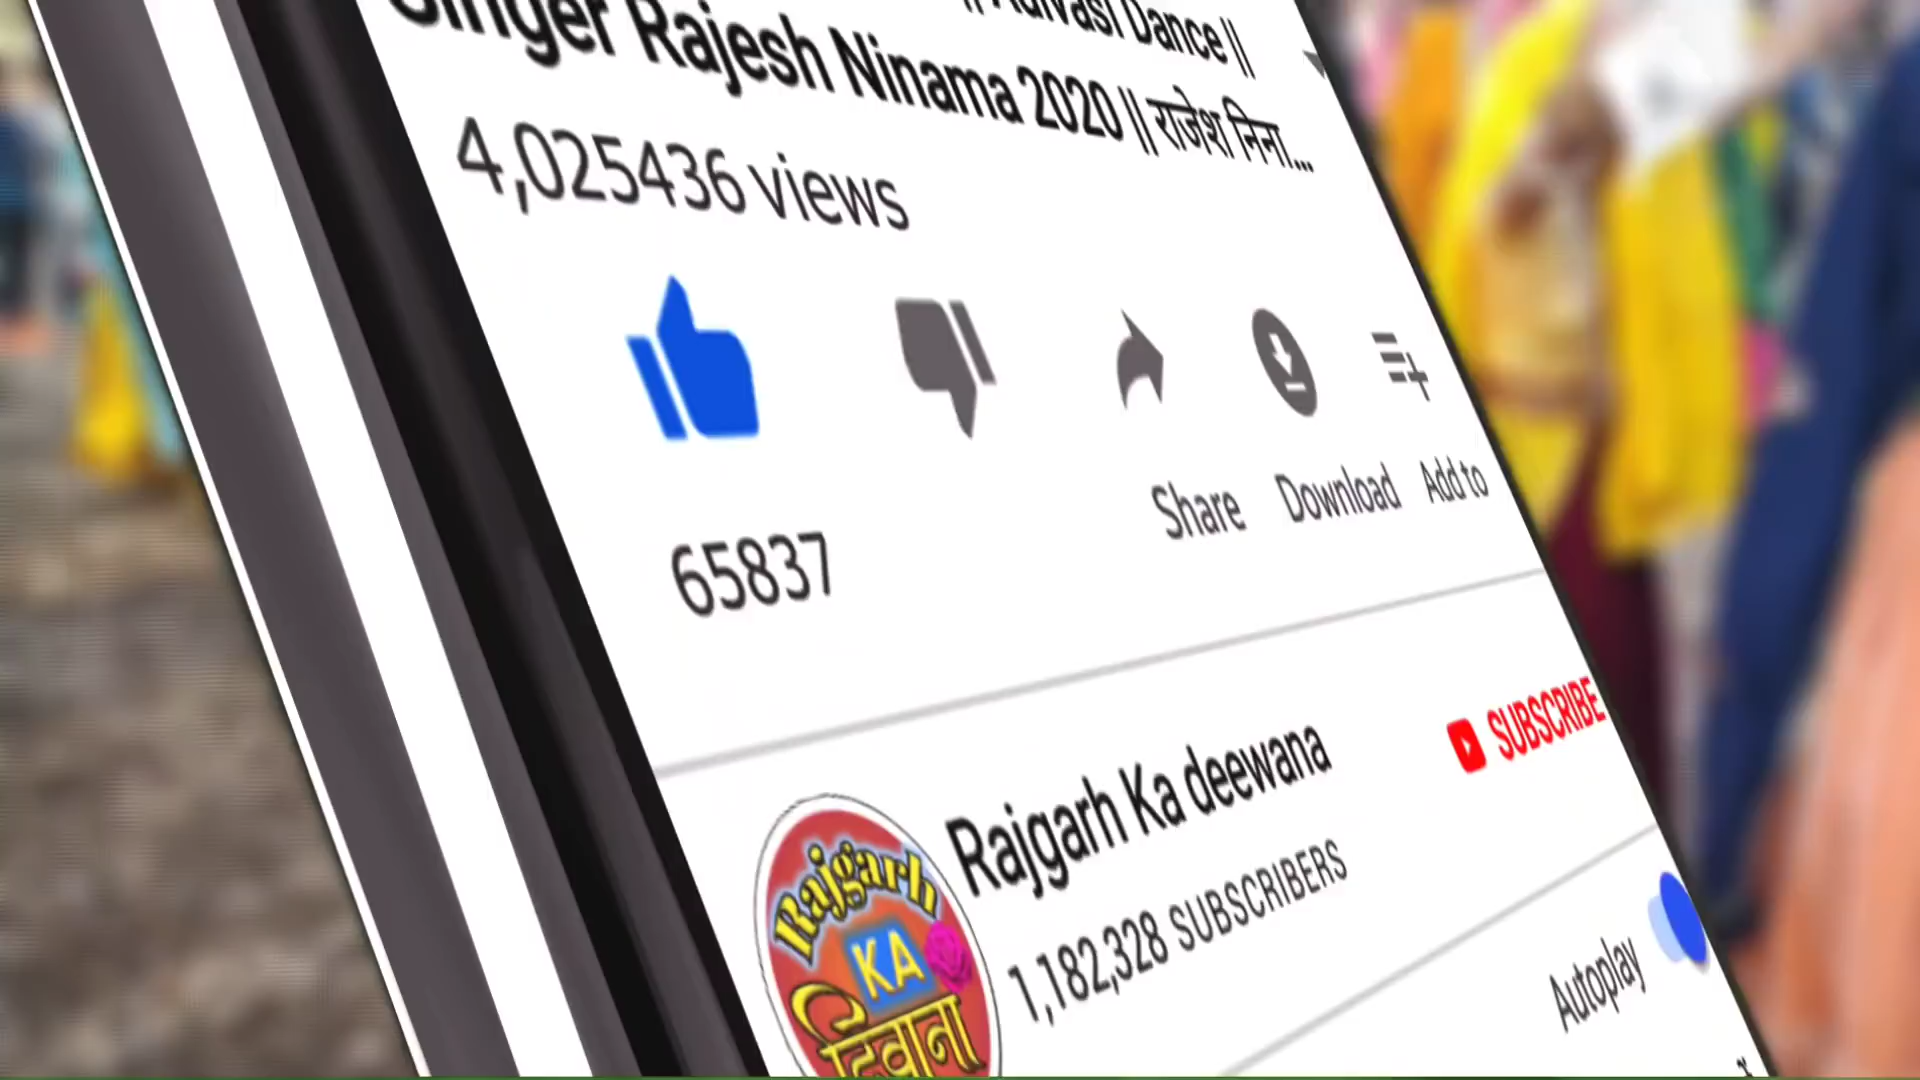 || Adivasi Dance ||
Singer Rajesh Ninama 2020 || राजेश निना...
4,025436 views
65837
Share Download Add to
Rajgarh Ka deewana
SUBSCRIBE
1,182,328 SUBSCRIBERS
Rajgarh
KA
दिवाना
Autoplay